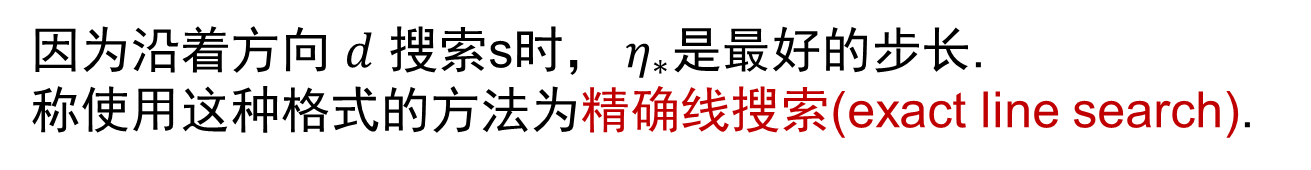 因为沿着方向 d 搜索s时， η*是最好的步长.
称使用这种格式的方法为精确线搜索(exact line search).